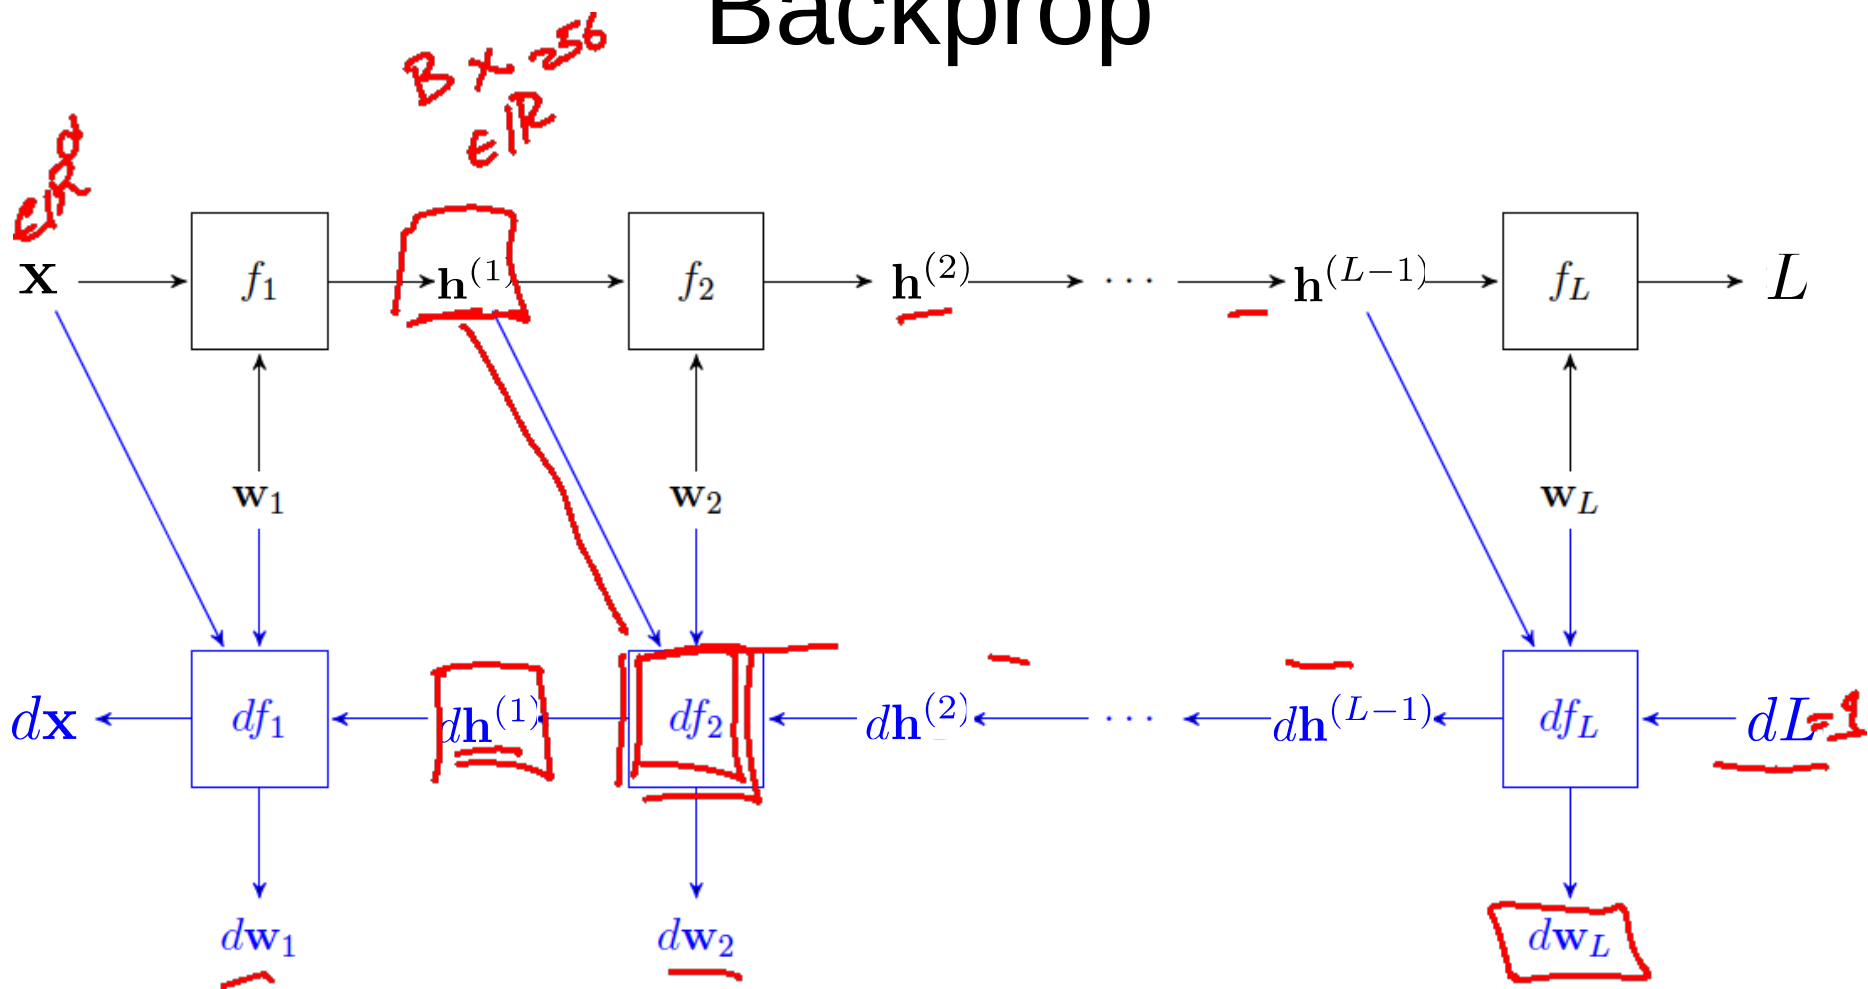 Backprop
B × 256
∈ ℝ
∈ ℝ^d
x f₁ h⁽¹⁾ f₂ h⁽²⁾ ··· h⁽ᴸ⁻¹⁾ f_L L
w₁ w₂ w_L
dx df₁ dh⁽¹⁾ df₂ dh⁽²⁾ ··· dh⁽ᴸ⁻¹⁾ df_L dL = 1
dw₁ dw₂ dw_L